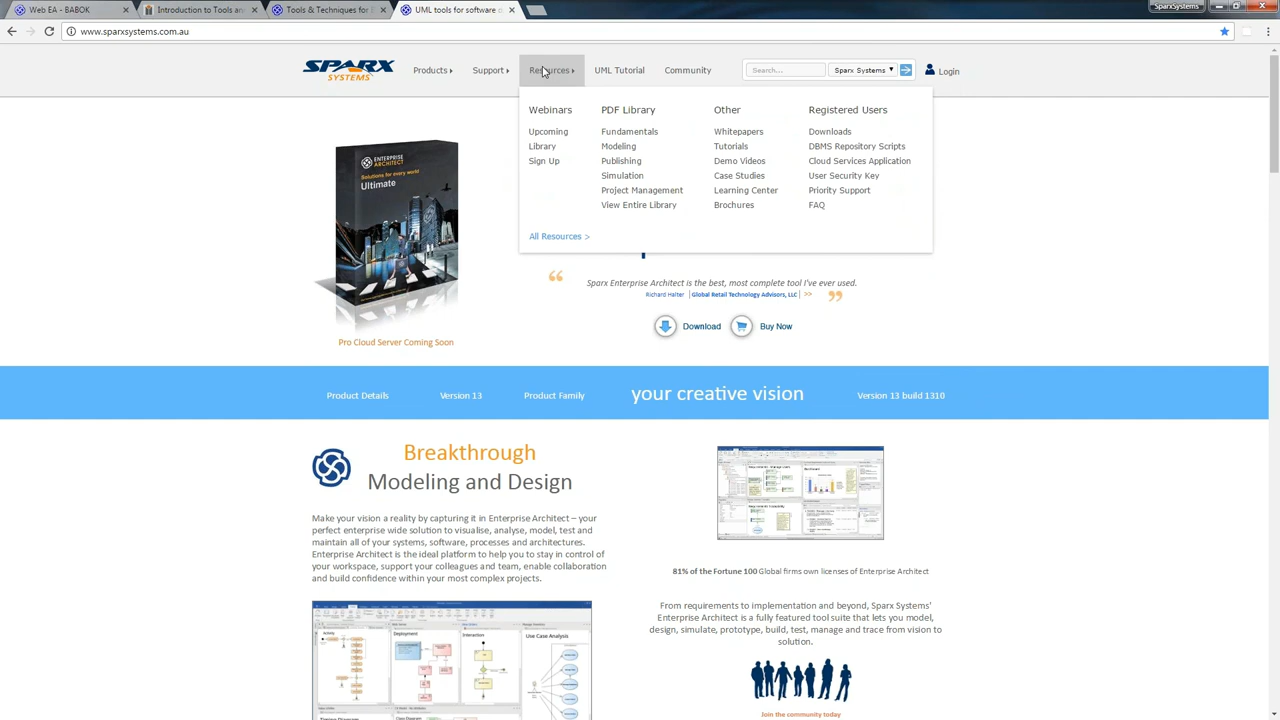 Web EA - BABOK
Introduction to Tools an
Tools & Techniques for E
UML tools for software d
SparxSystems
www.sparxsystems.com.au
SPARX
SYSTEMS
Products
Support
Resources
UML Tutorial
Community
Search...
Sparx Systems
Login
Webinars
Upcoming
Library
Sign Up
PDF Library
Fundamentals
Modeling
Publishing
Simulation
Project Management
View Entire Library
Other
Whitepapers
Tutorials
Demo Videos
Case Studies
Learning Center
Brochures
Registered Users
Downloads
DBMS Repository Scripts
Cloud Services Application
User Security Key
Priority Support
FAQ
All Resources >
ENTERPRISE
ARCHITECT
Solutions for every world
Ultimate
Pro Cloud Server Coming Soon
“ Sparx Enterprise Architect is the best, most complete tool I've ever used.
Richard Halter | Global Retail Technology Advisors, LLC | >> ”
Download
Buy Now
Product Details
Version 13
Product Family
your creative vision
Version 13 build 1310
Breakthrough
Modeling and Design
Make your vision a reality by capturing it in Enterprise Architect – your
perfect enterprise wide solution to visualise, analyse, model, test and
maintain all of your systems, software, processes and architectures.
Enterprise Architect is the ideal platform to help you to stay in control of
your workspace, support your colleagues and team, enable collaboration
and build confidence within your most complex projects.
Activity
Deployment
Interaction
Use Case Analysis
81% of the Fortune 100 Global firms own licenses of Enterprise Architect
From requirements to implementation and beyond, Sparx Systems'
Enterprise Architect is a fully featured tool suite that lets you model,
design, simulate, prototype, build, test, manage and trace from vision to
solution.
Join the community today